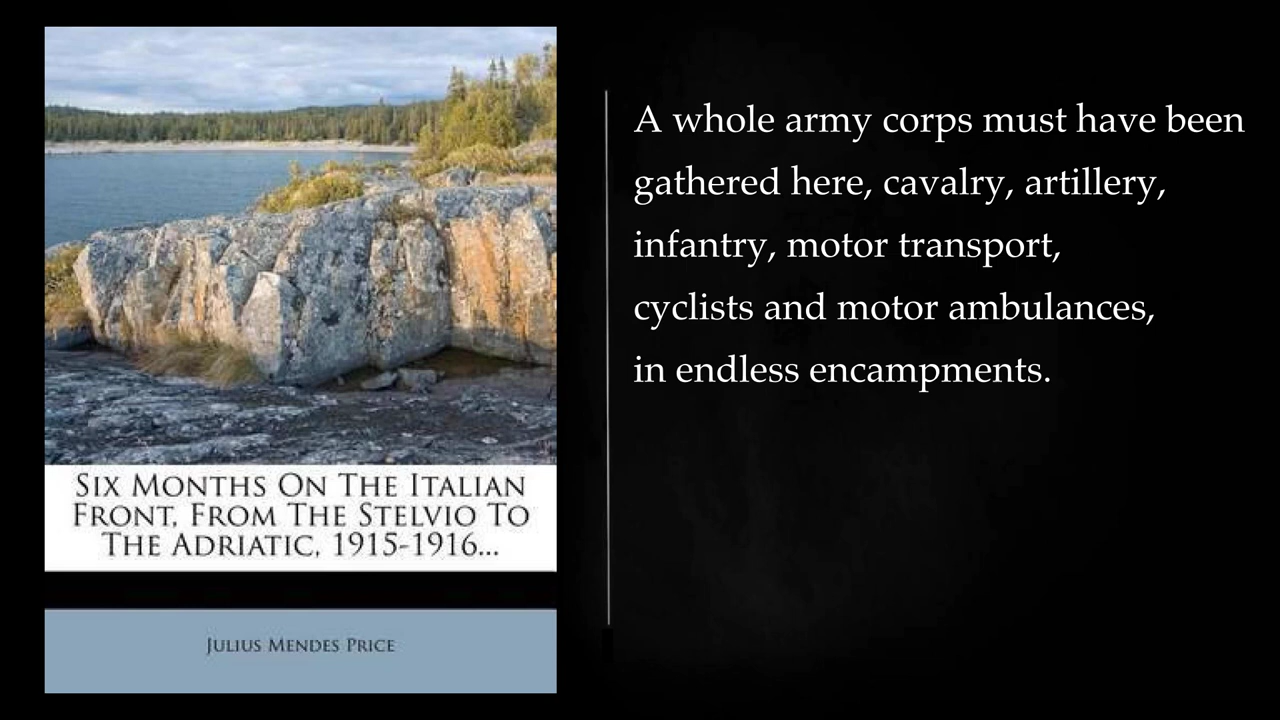 SIX MONTHS ON THE ITALIAN
FRONT, FROM THE STELVIO TO
THE ADRIATIC, 1915-1916...
JULIUS MENDES PRICE
A whole army corps must have been
gathered here, cavalry, artillery,
infantry, motor transport,
cyclists and motor ambulances,
in endless encampments.